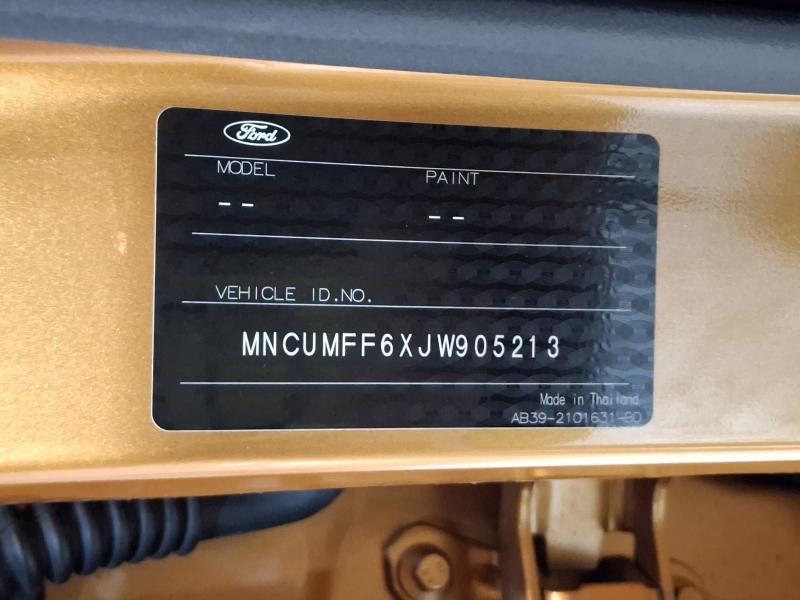 Ford
MODEL PAINT
-- --
VEHICLE ID.NO.
MNCUMFF6XJW905213
Made in Thailand
AB39-2101631-BD